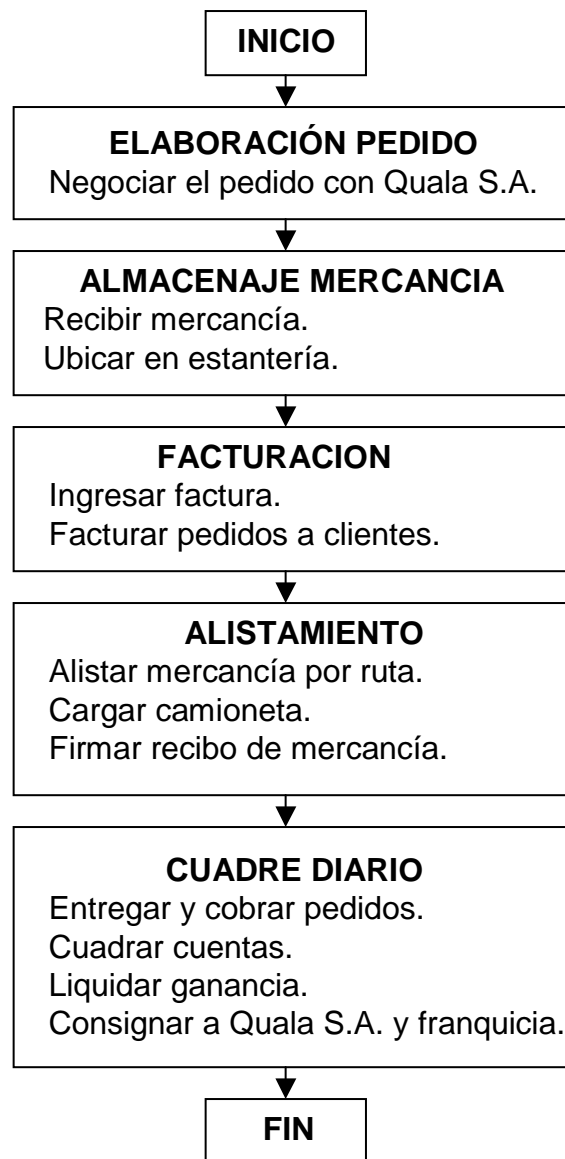 INICIO
ELABORACIÓN PEDIDO
Negociar el pedido con Quala S.A.
ALMACENAJE MERCANCIA
Recibir mercancía.
Ubicar en estantería.
FACTURACION
Ingresar factura.
Facturar pedidos a clientes.
ALISTAMIENTO
Alistar mercancía por ruta.
Cargar camioneta.
Firmar recibo de mercancía.
CUADRE DIARIO
Entregar y cobrar pedidos.
Cuadrar cuentas.
Liquidar ganancia.
Consignar a Quala S.A. y franquicia.
FIN